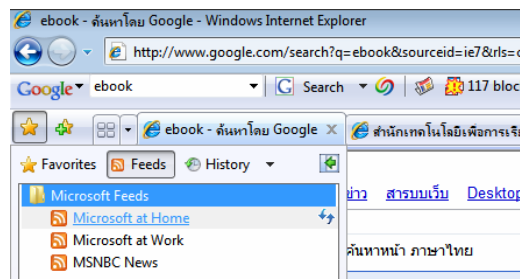 ebook - ค้นหาโดย Google - Windows Internet Explorer
http://www.google.com/search?q=ebook&sourceid=ie7&rls=
Google ebook G Search 117 bloc
ebook - ค้นหาโดย Google สำนักเทคโนโลยีเพื่อการเรีย
Favorites Feeds History
Microsoft Feeds
ข่าว สารบบเว็บ Desktop
Microsoft at Home
Microsoft at Work
ค้นหาหน้า ภาษาไทย
MSNBC News